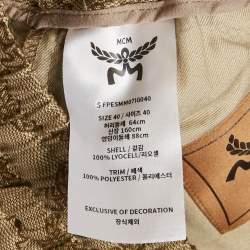 MCM
S FPESMM07I0040
SIZE 40 / 사이즈 40
허리둘레 64cm
신장 160cm
엉덩이둘레 88cm
SHELL / 겉감
100% LYOCELL / 리오셀
TRIM / 배색
100% POLYESTER / 폴리에스터
EXCLUSIVE OF DECORATION
장식제외